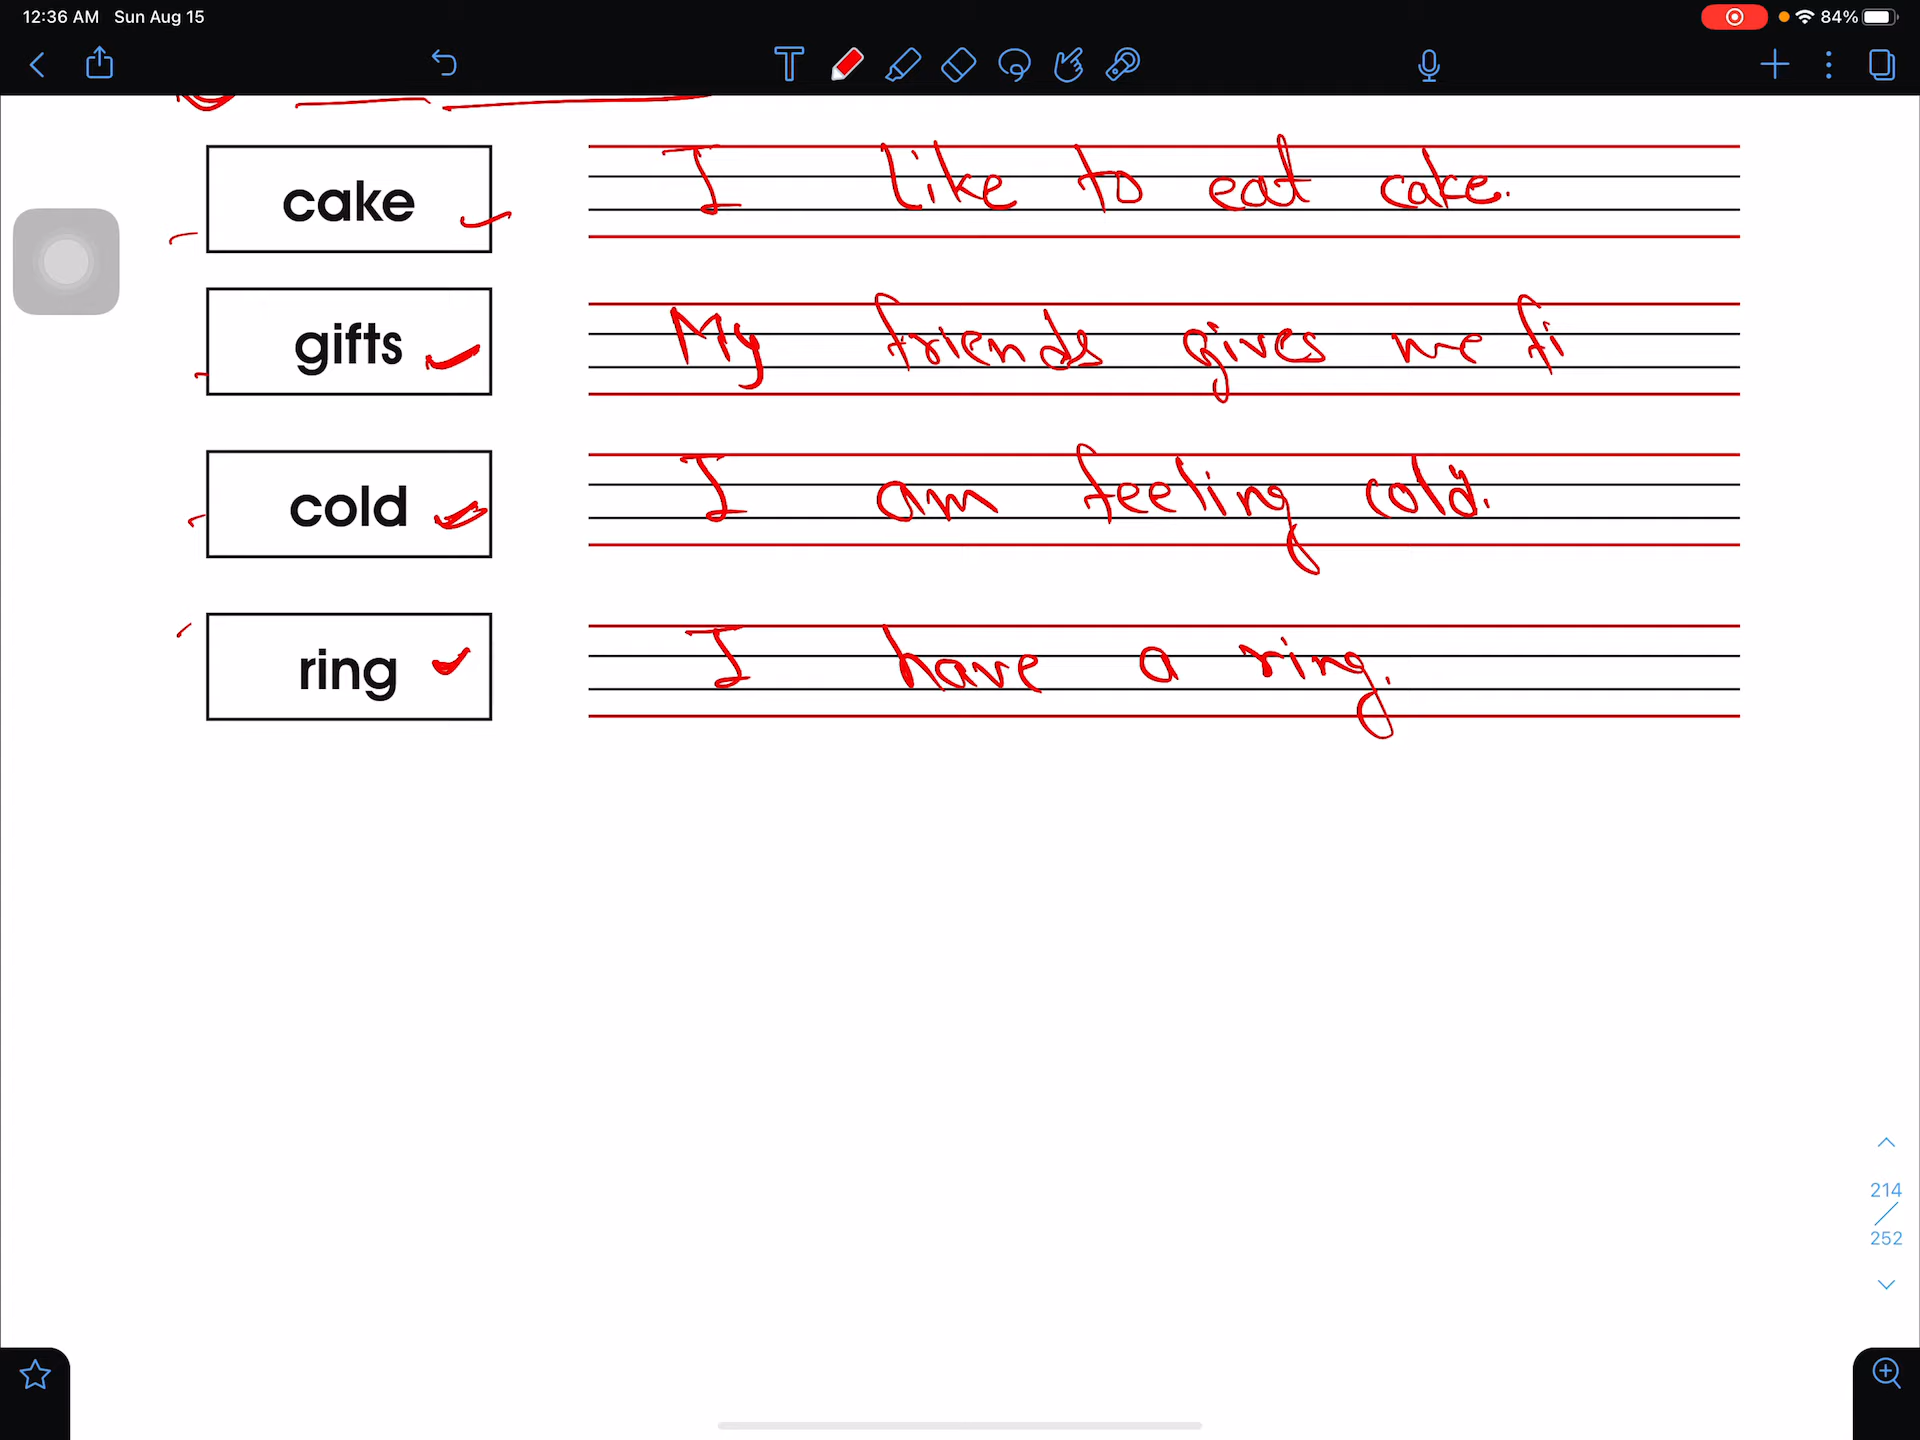 12:36 AM Sun Aug 15 84%
cake I like to eat cake.
gifts My friends gives me fi
cold I am feeling cold.
ring I have a ring.
214
252